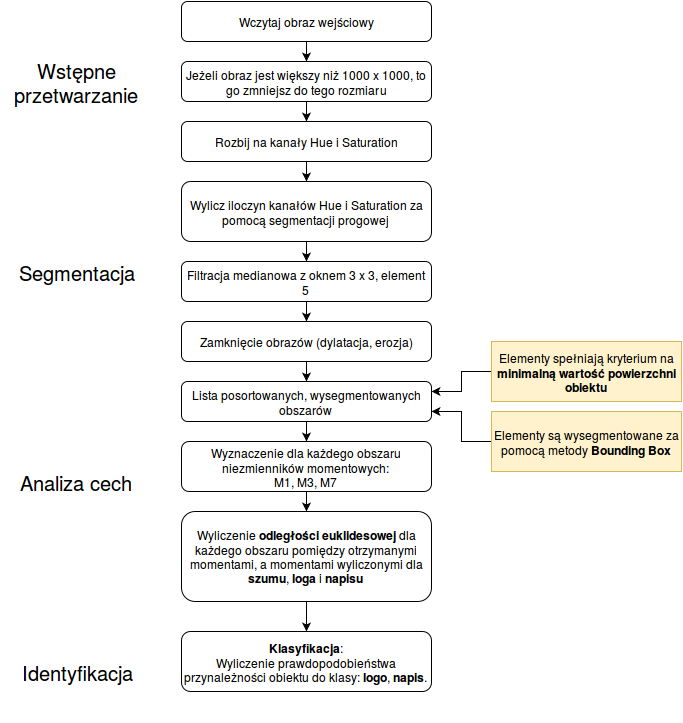 Wczytaj obraz wejściowy
Wstępne
przetwarzanie
Jeżeli obraz jest większy niż 1000 x 1000, to
go zmniejsz do tego rozmiaru
Rozbij na kanały Hue i Saturation
Wylicz iloczyn kanałów Hue i Saturation za
pomocą segmentacji progowej
Segmentacja
Filtracja medianowa z oknem 3 x 3, element
5
Zamknięcie obrazów (dylatacja, erozja)
Elementy spełniają kryterium na
minimalną wartość powierzchni
obiektu
Lista posortowanych, wysegmentowanych
obszarów
Elementy są wysegmentowane za
pomocą metody Bounding Box
Wyznaczenie dla każdego obszaru
niezmienników momentowych:
M1, M3, M7
Analiza cech
Wyliczenie odległości euklidesowej dla
każdego obszaru pomiędzy otrzymanymi
momentami, a momentami wyliczonymi dla
szumu, loga i napisu
Klasyfikacja:
Wyliczenie prawdopodobieństwa
przynależności obiektu do klasy: logo, napis.
Identyfikacja